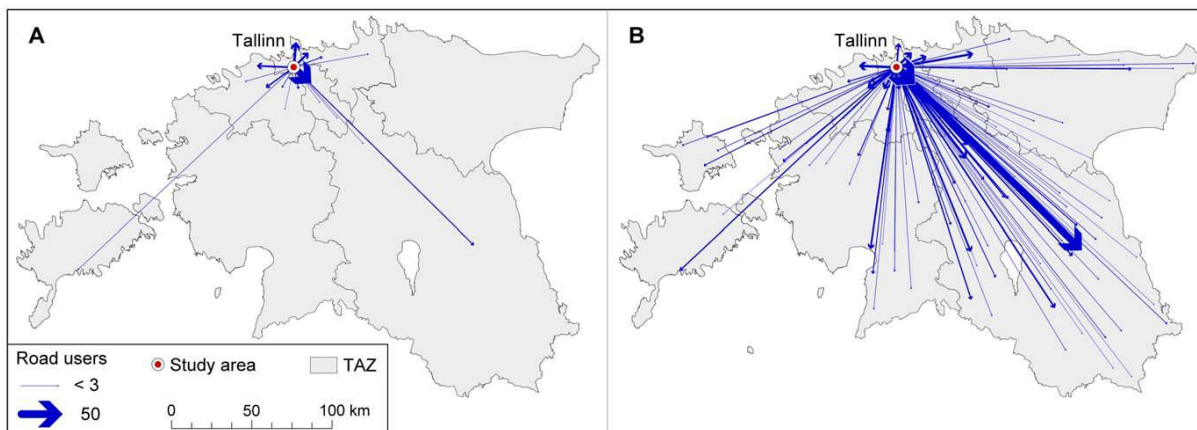 A
Tallinn
B
Tallinn
Road users
< 3
50
Study area
TAZ
0 50 100 km